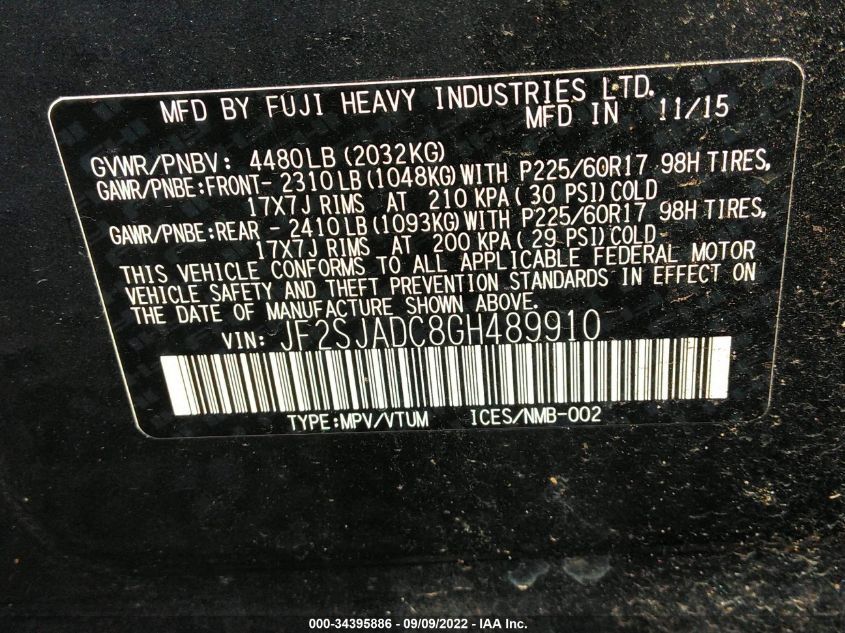 MFD BY FUJI HEAVY INDUSTRIES LTD.
MFD IN 11/15
GVWR/PNBV: 4480LB (2032KG)
GAWR/PNBE:FRONT- 2310LB (1048KG) WITH P225/60R17 98H TIRES,
17X7J RIMS AT 210 KPA ( 30 PSI) COLD
GAWR/PNBE:REAR - 2410LB (1093KG) WITH P225/60R17 98H TIRES,
17X7J RIMS AT 200 KPA ( 29 PSI) COLD
THIS VEHICLE CONFORMS TO ALL APPLICABLE FEDERAL MOTOR
VEHICLE SAFETY AND THEFT PREVENTION STANDARDS IN EFFECT ON
THE DATE OF MANUFACTURE SHOWN ABOVE.
VIN: JF2SJADC8GH489910
TYPE:MPV/VTUM ICES/NMB-002
000-34395886 - 09/09/2022 - IAA Inc.